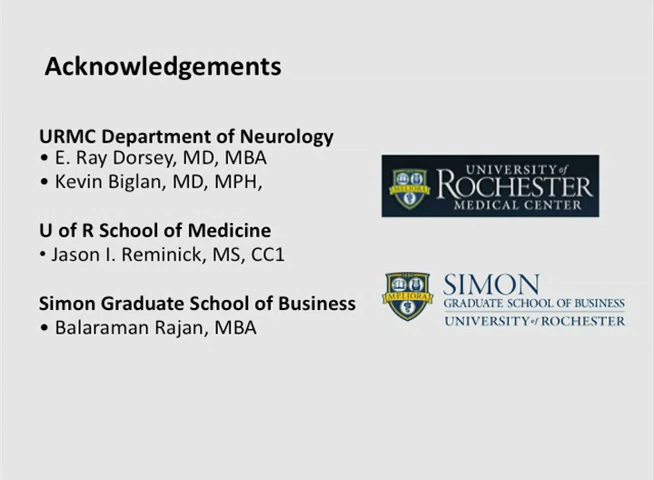 Acknowledgements
URMC Department of Neurology
• E. Ray Dorsey, MD, MBA
• Kevin Biglan, MD, MPH,
U of R School of Medicine
• Jason I. Reminick, MS, CC1
Simon Graduate School of Business
• Balaraman Rajan, MBA
UNIVERSITY of
ROCHESTER
MEDICAL CENTER
MELIORA
SIMON
GRADUATE SCHOOL OF BUSINESS
UNIVERSITY of ROCHESTER
MELIORA